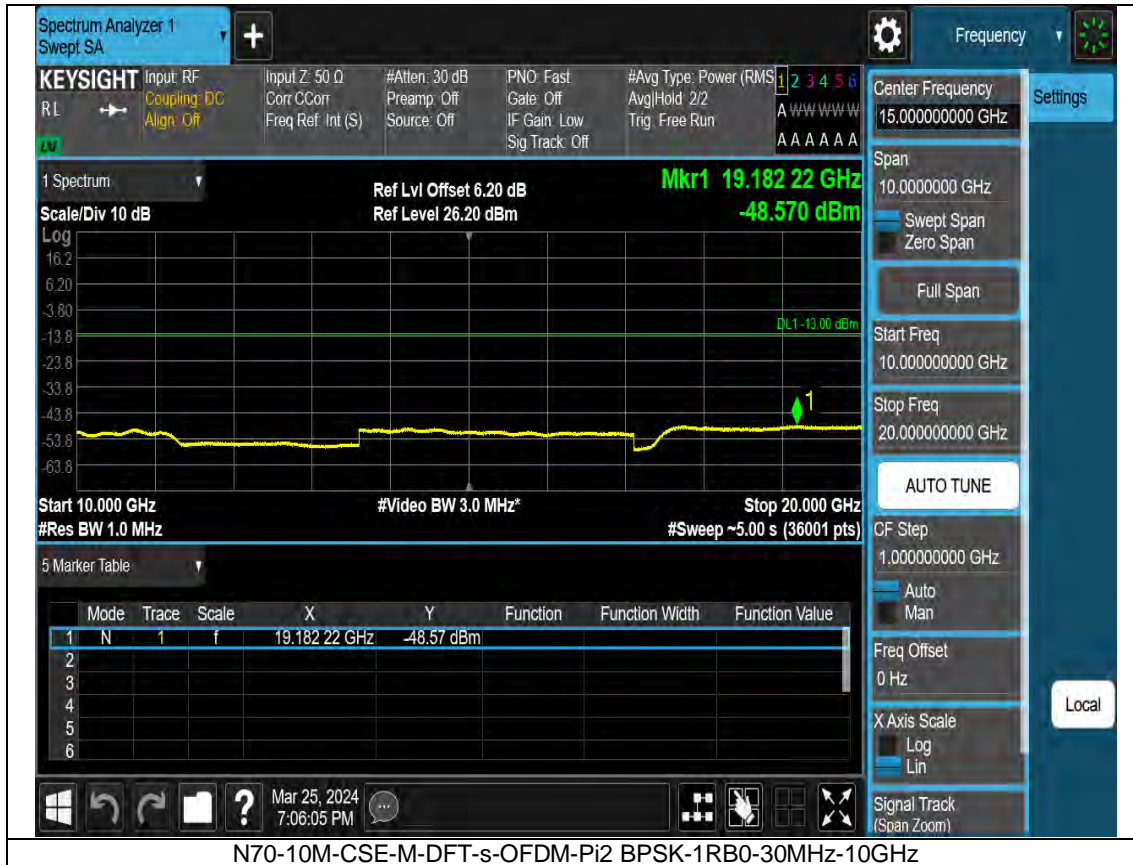 Spectrum Analyzer 1
Swept SA
+
Frequency
KEYSIGHT Input: RF Input Z: 50 Ω #Atten: 30 dB PNO: Fast #Avg Type: Power (RMS 1 2 3 4 5 6
RL Coupling: DC Corr CCorr Preamp: Off Gate: Off Avg|Hold: 2/2 A W W W W W
Align: Off Freq Ref: Int (S) Source: Off IF Gain: Low Trig: Free Run
LXI Sig Track: Off A A A A A A
1 Spectrum
Ref Lvl Offset 6.20 dB Mkr1 19.182 22 GHz
Scale/Div 10 dB Ref Level 26.20 dBm -48.570 dBm
Log
16.2
6.20
-3.80
DL1 -13.00 dBm
-13.8
-23.8
-33.8
1
-43.8
-53.8
-63.8
Start 10.000 GHz #Video BW 3.0 MHz* Stop 20.000 GHz
#Res BW 1.0 MHz #Sweep ~5.00 s (36001 pts)
5 Marker Table
Mode Trace Scale X Y Function Function Width Function Value
1 N 1 f 19.182 22 GHz -48.57 dBm
2
3
4
5
6
Center Frequency
15.000000000 GHz
Settings
Span
10.0000000 GHz
Swept Span
Zero Span
Full Span
Start Freq
10.000000000 GHz
Stop Freq
20.000000000 GHz
AUTO TUNE
CF Step
1.000000000 GHz
Auto
Man
Freq Offset
0 Hz
Local
X Axis Scale
Log
Lin
Signal Track
(Span Zoom)
?
Mar 25, 2024
7:06:05 PM
N70-10M-CSE-M-DFT-s-OFDM-Pi2 BPSK-1RB0-30MHz-10GHz